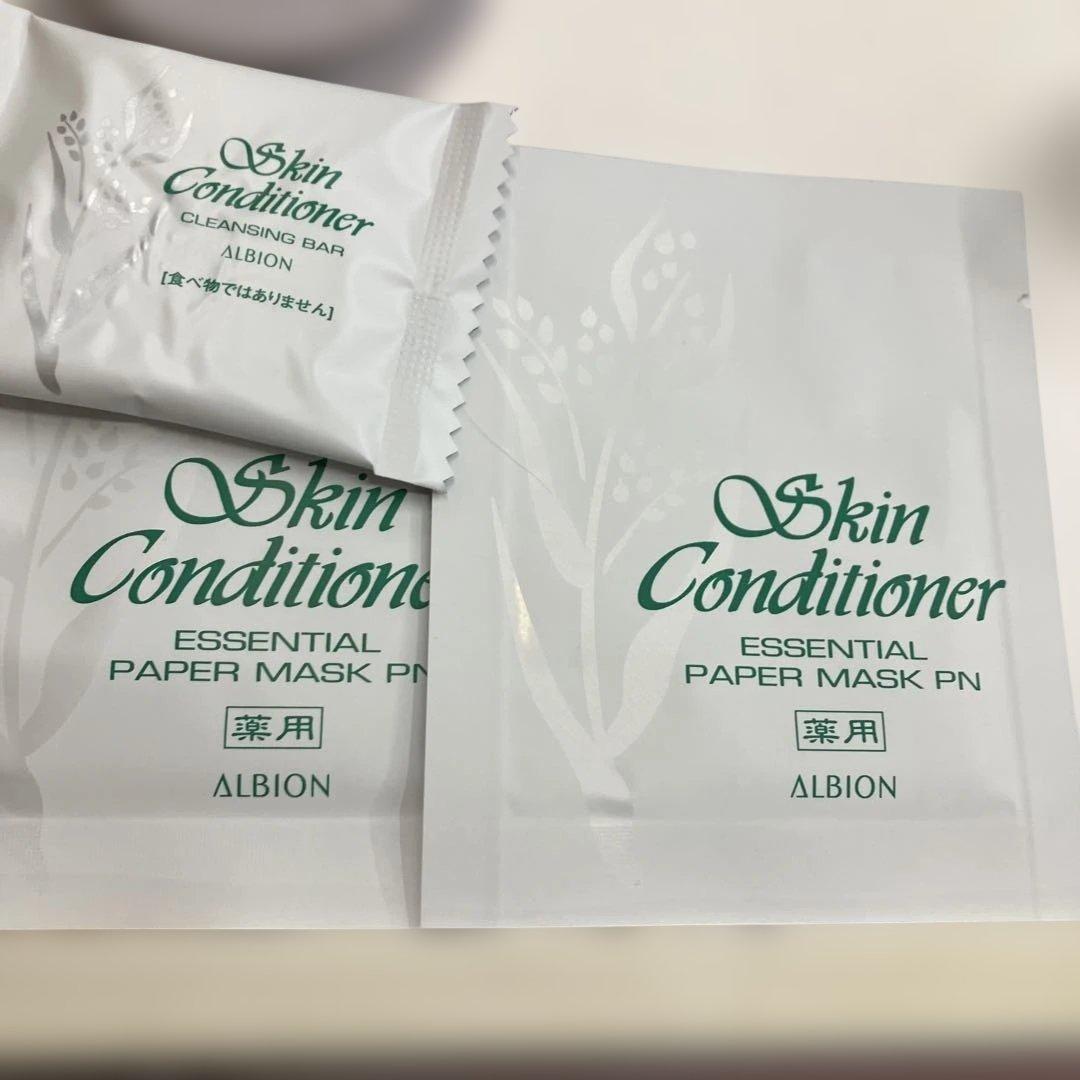 Skin
Conditioner
CLEANSING BAR
ALBION
[食べ物ではありません]
Skin
Conditione
ESSENTIAL
PAPER MASK PN
薬用
ALBION
Skin
Conditioner
ESSENTIAL
PAPER MASK PN
薬用
ALBION